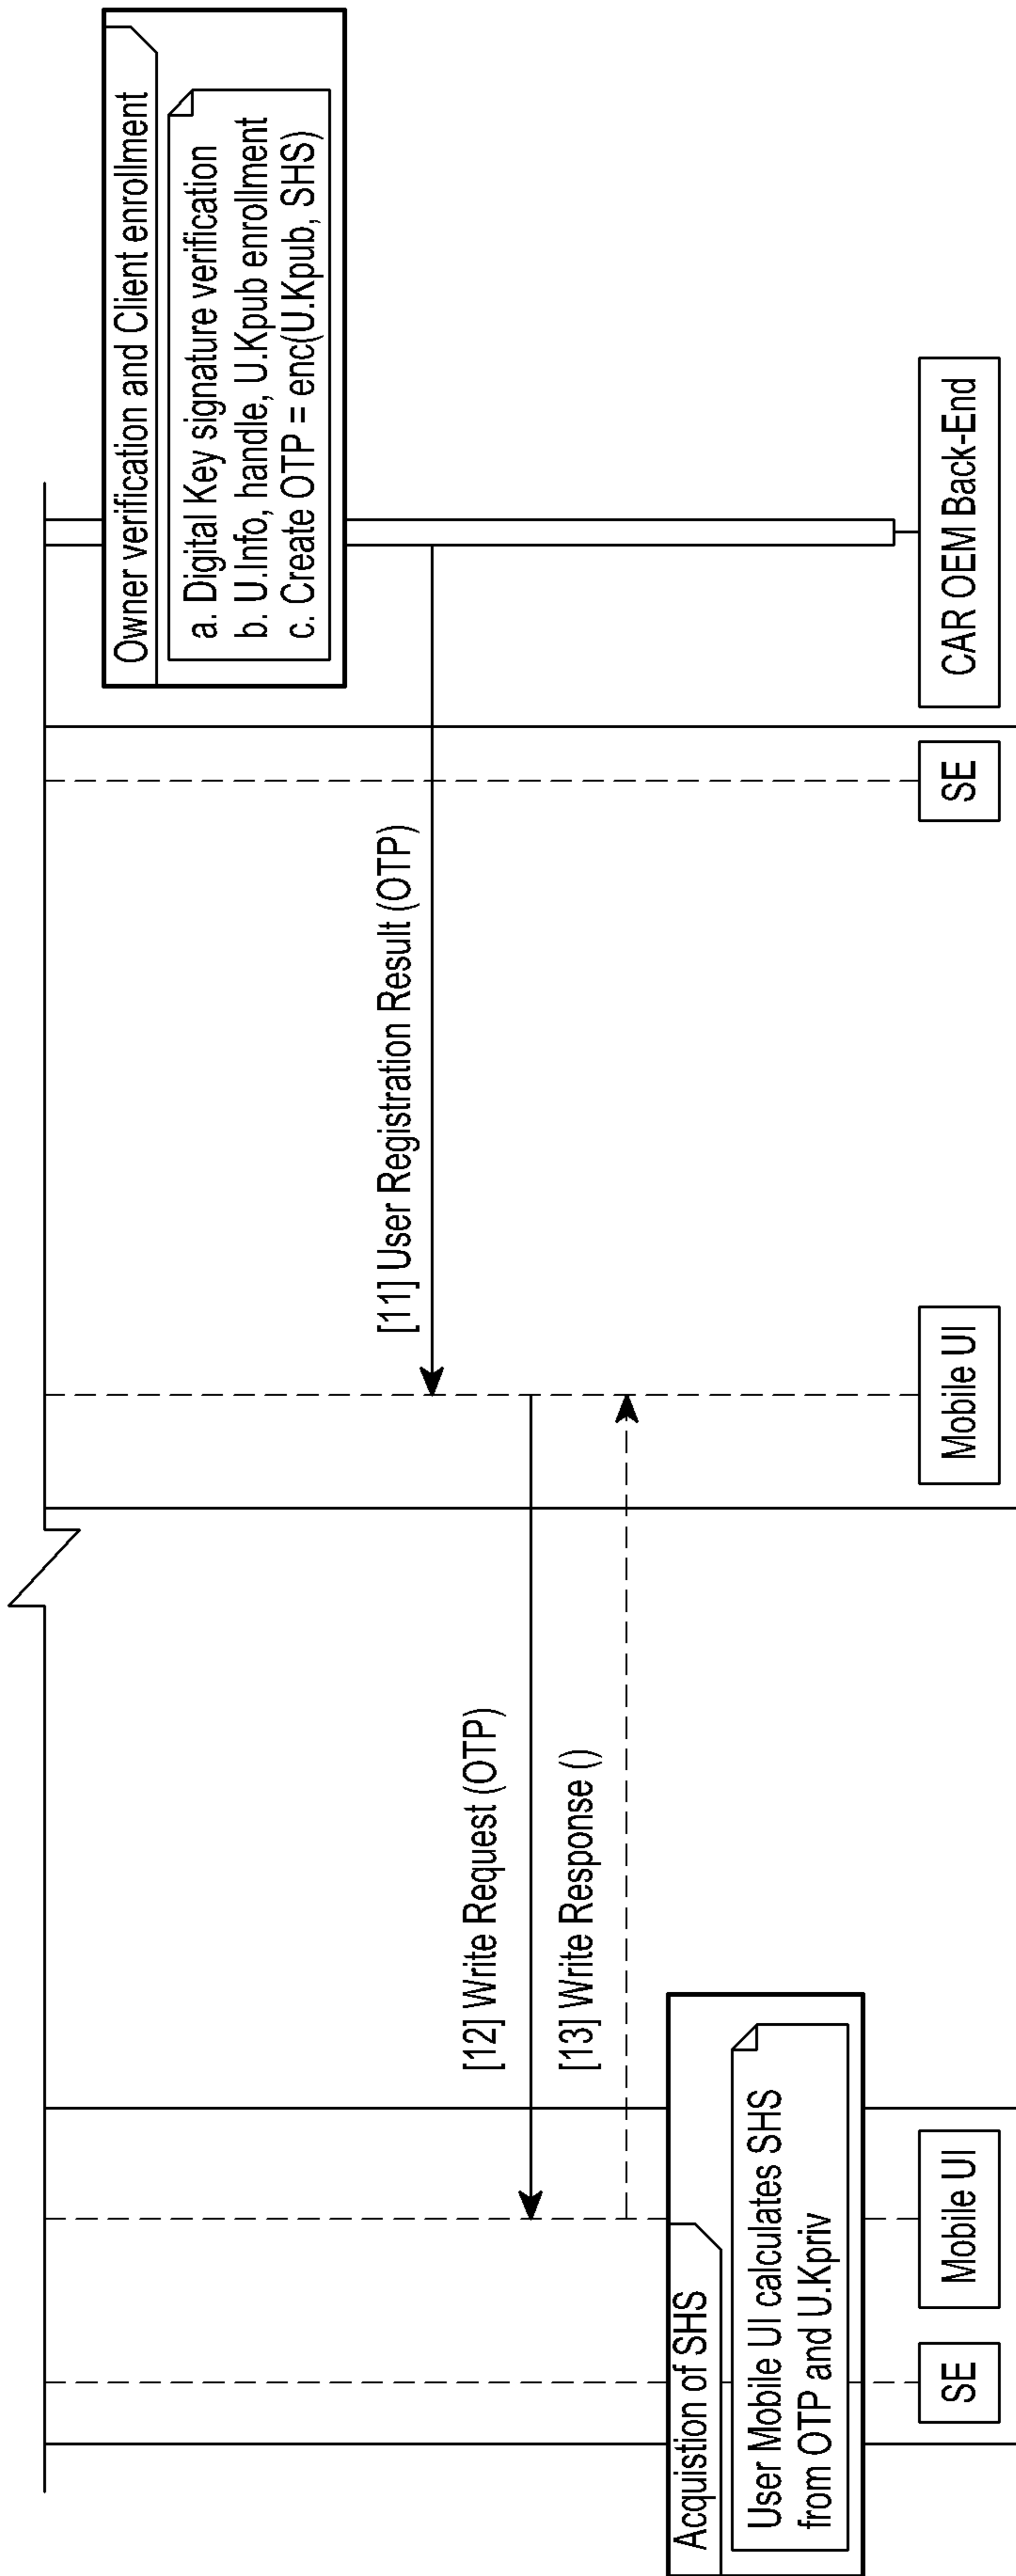 Owner verification and Client enrollment
a. Digital Key signature verification
b. U.Info, handle, U.Kpub enrollment
c. Create OTP = enc(U.Kpub, SHS)
[11] User Registration Result (OTP)
[12] Write Request (OTP)
[13] Write Response ()
Acquistion of SHS
User Mobile UI calculates SHS
from OTP and U.Kpriv
SE
Mobile UI
Mobile UI
SE
CAR OEM Back-End